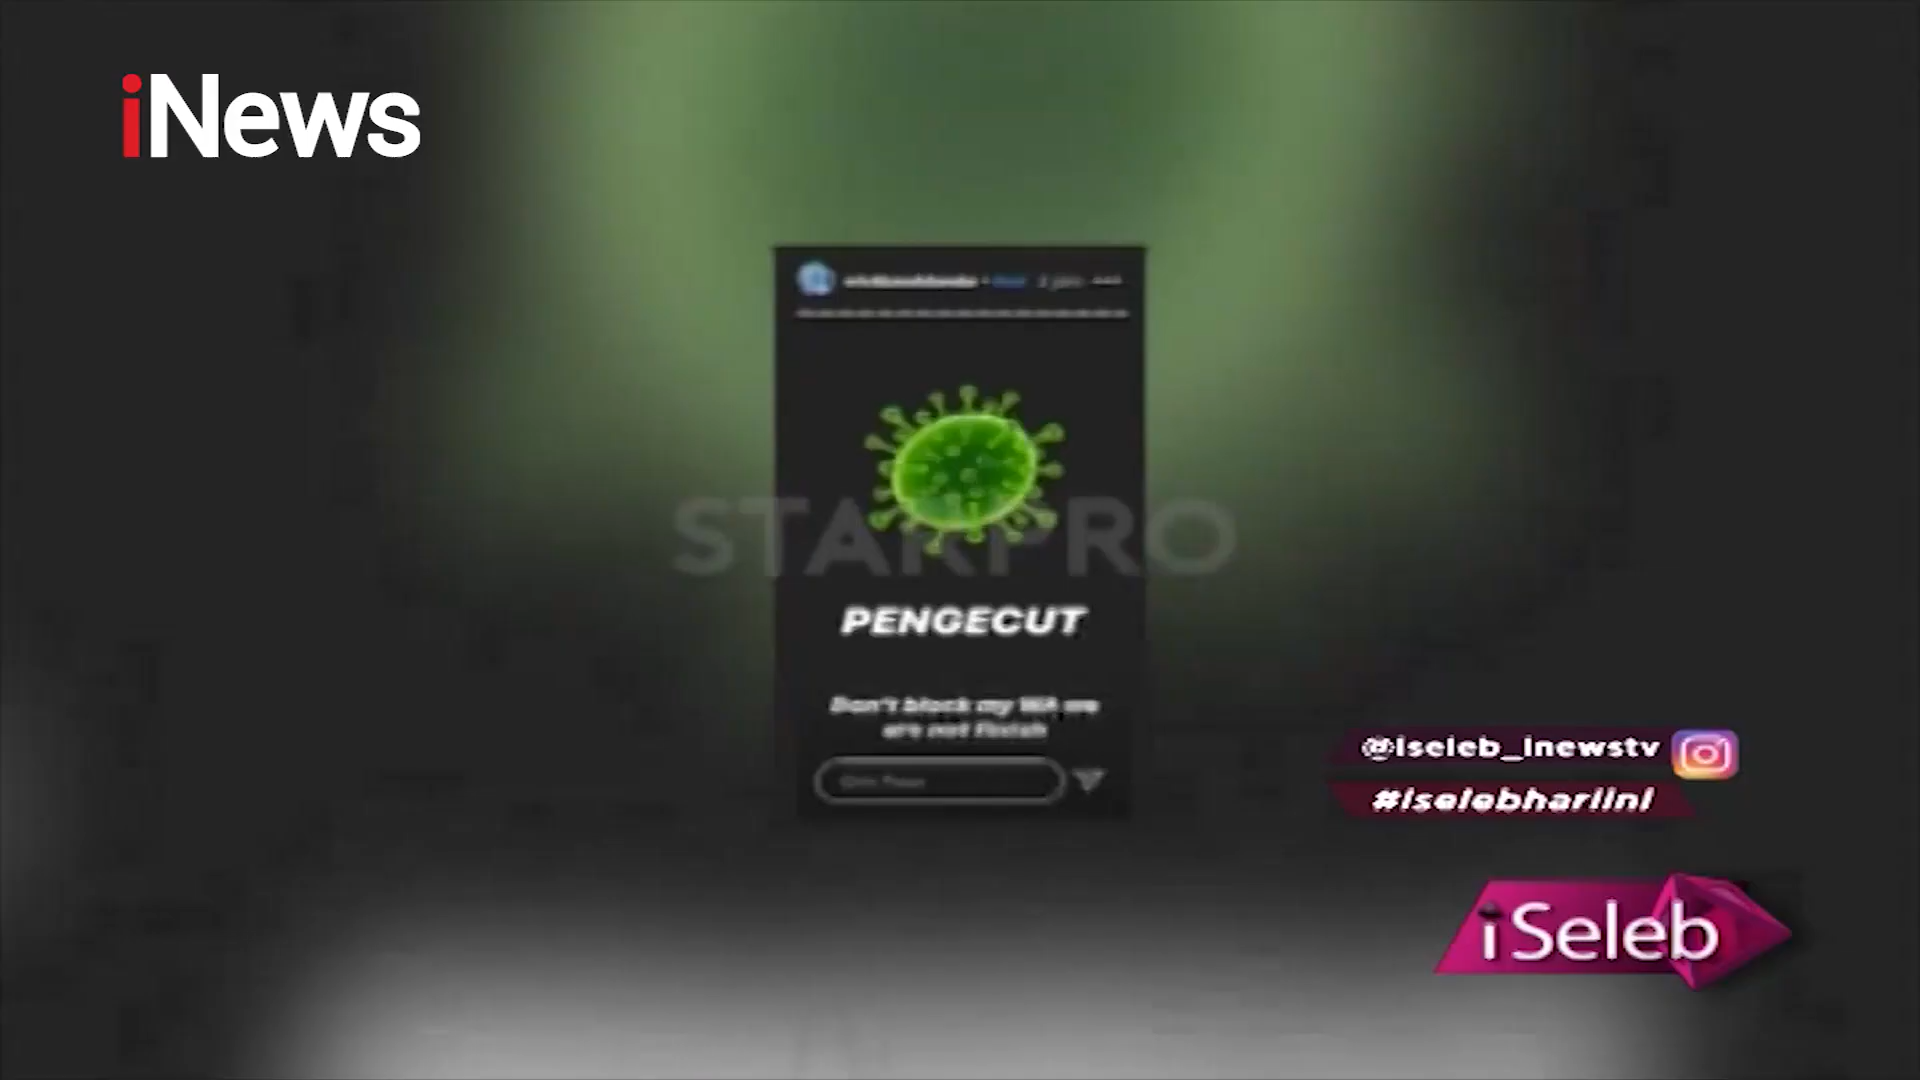 iNews
STARPRO
PENGECUT
Don't block my WA we
are not finish
@iseleb_inewstv
#iselebhariini
iSeleb